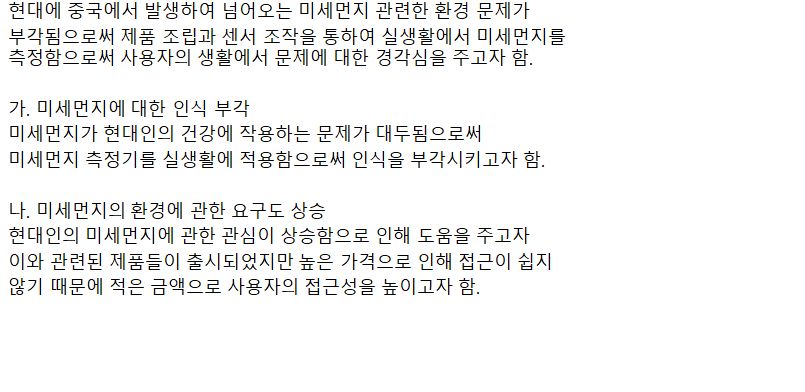 현대에 중국에서 발생하여 넘어오는 미세먼지 관련한 환경 문제가
부각됨으로써 제품 조립과 센서 조작을 통하여 실생활에서 미세먼지를
측정함으로써 사용자의 생활에서 문제에 대한 경각심을 주고자 함.
가. 미세먼지에 대한 인식 부각
미세먼지가 현대인의 건강에 작용하는 문제가 대두됨으로써
미세먼지 측정기를 실생활에 적용함으로써 인식을 부각시키고자 함.
나. 미세먼지의 환경에 관한 요구도 상승
현대인의 미세먼지에 관한 관심이 상승함으로 인해 도움을 주고자
이와 관련된 제품들이 출시되었지만 높은 가격으로 인해 접근이 쉽지
않기 때문에 적은 금액으로 사용자의 접근성을 높이고자 함.